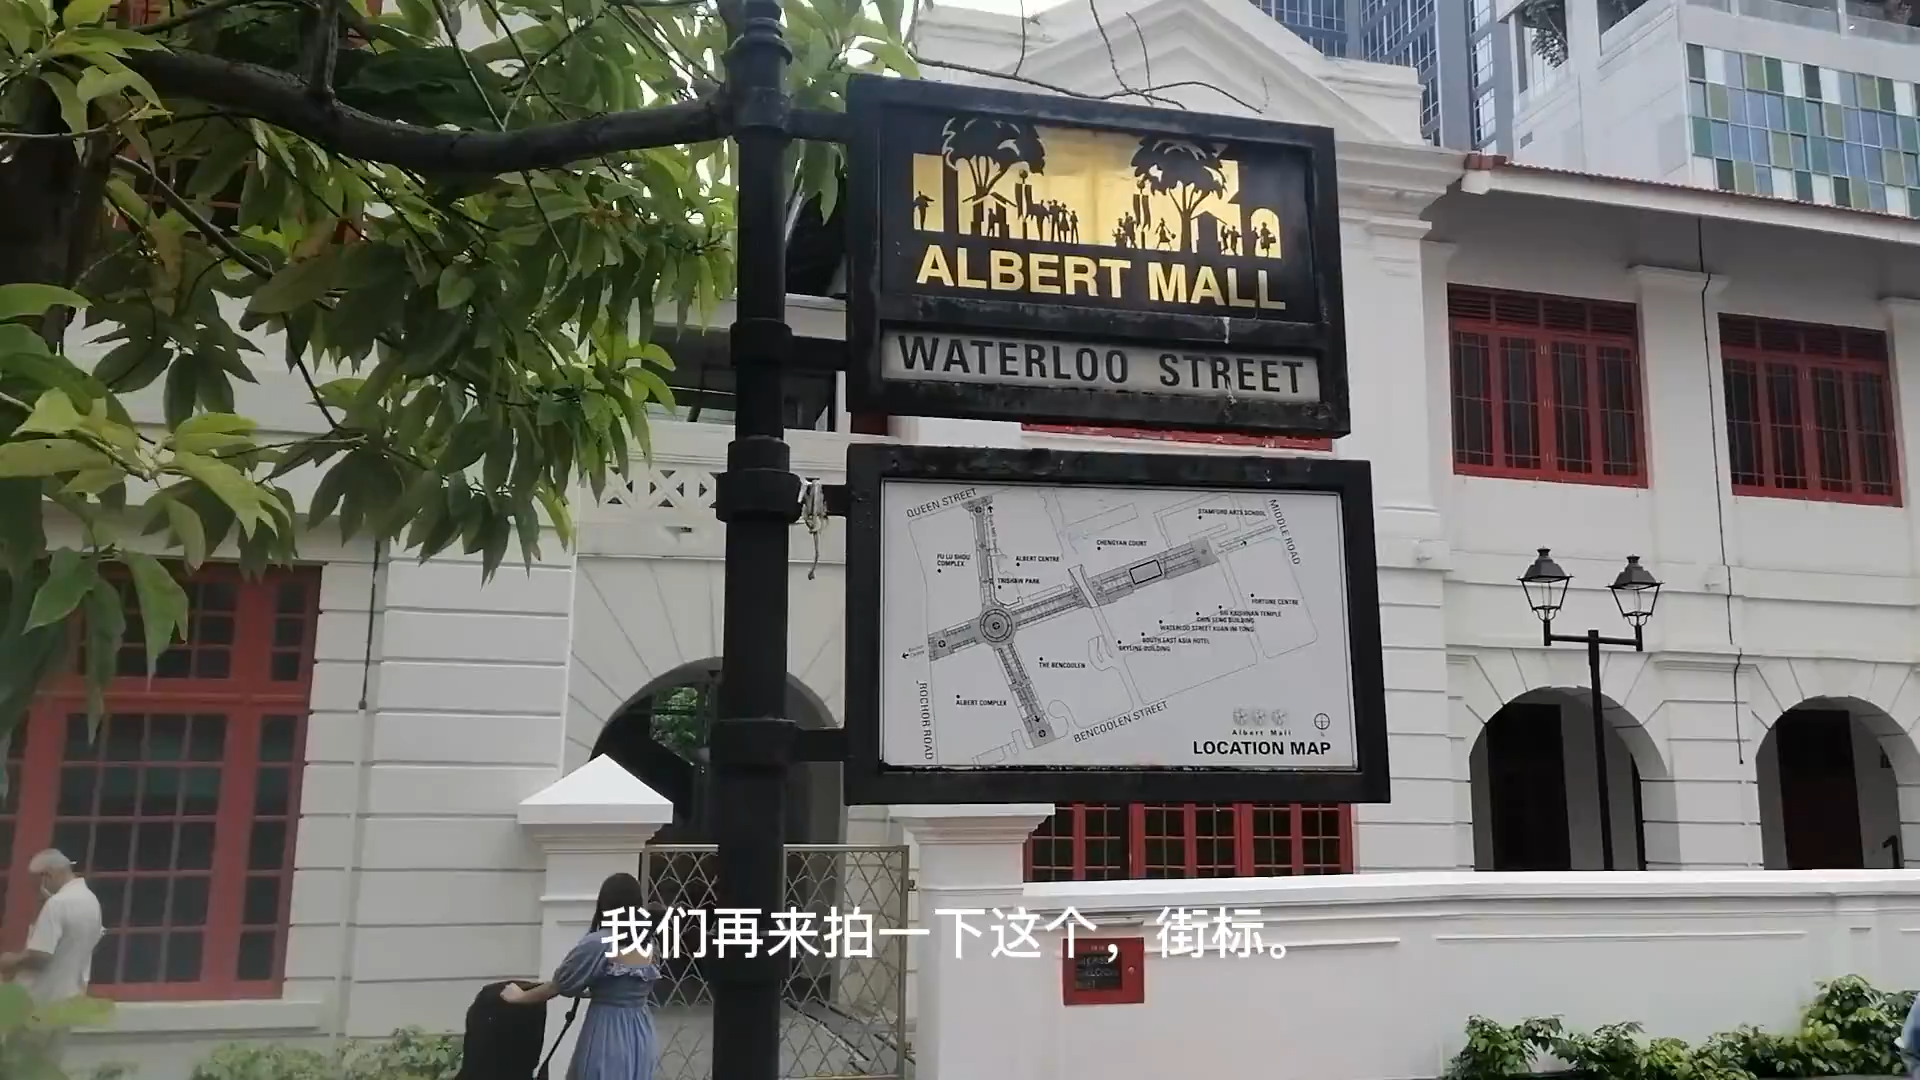 ALBERT MALL
WATERLOO STREET
QUEEN STREET
MIDDLE ROAD
STAMFORD ARTS SCHOOL
CHENGYAN COURT
FU LU SHOU
COMPLEX
ALBERT CENTRE
TRISHAW PARK
FORTUNE CENTRE
SRI KRISHNAN TEMPLE
CHIN SENG BUILDING
WATERLOO STREET KUAN IM TONG
SOUTH EAST ASIA HOTEL
SKYLINE BUILDING
THE BENCOOLEN
ALBERT COMPLEX
ROCHOR ROAD
BENCOOLEN STREET
Albert Mall
LOCATION MAP
我们再来拍一下这个，街标。